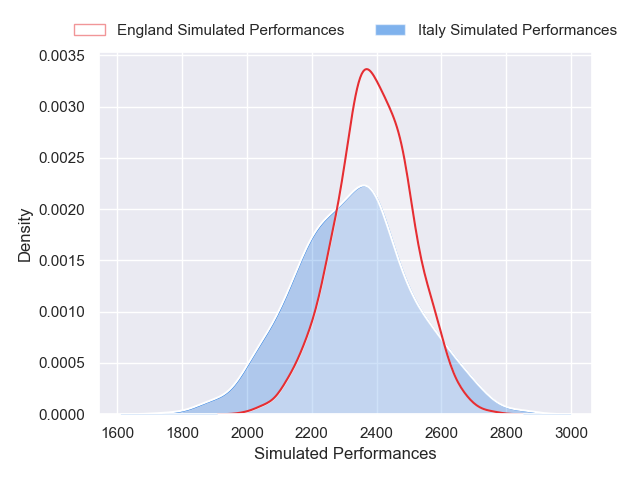 England Simulated Performances Italy Simulated Performances
0.0035
0.0030
0.0025
0.0020
0.0015
0.0010
0.0005
0.0000
Density
1600 1800 2000 2200 2400 2600 2800 3000
Simulated Performances